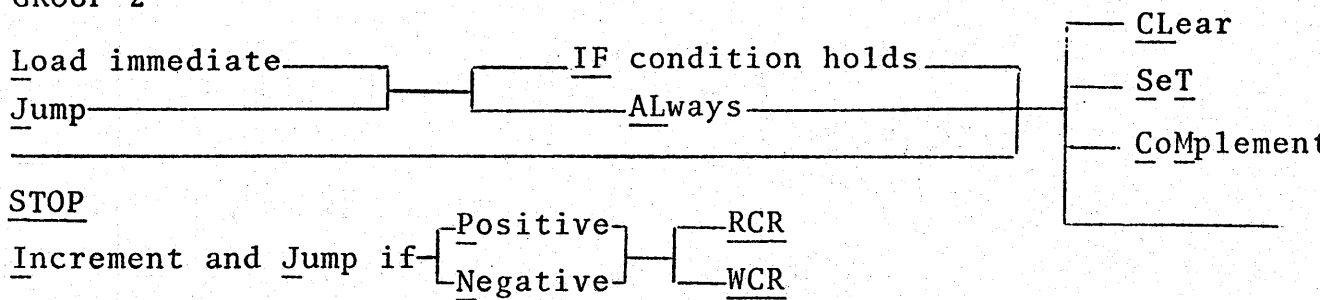 GROUP 2
CLear
Load immediate IF condition holds
SeT
Jump ALways
CoMplement
STOP
Increment and Jump if Positive RCR
Negative WCR